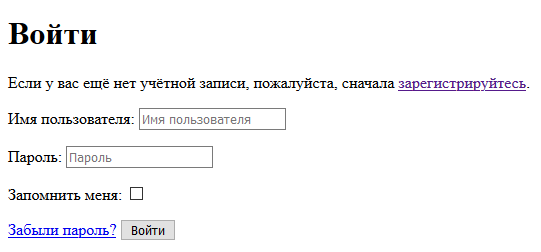 Войти
Если у вас ещё нет учётной записи, пожалуйста, сначала зарегистрируйтесь.
Имя пользователя: Имя пользователя
Пароль: Пароль
Запомнить меня:
Забыли пароль? Войти